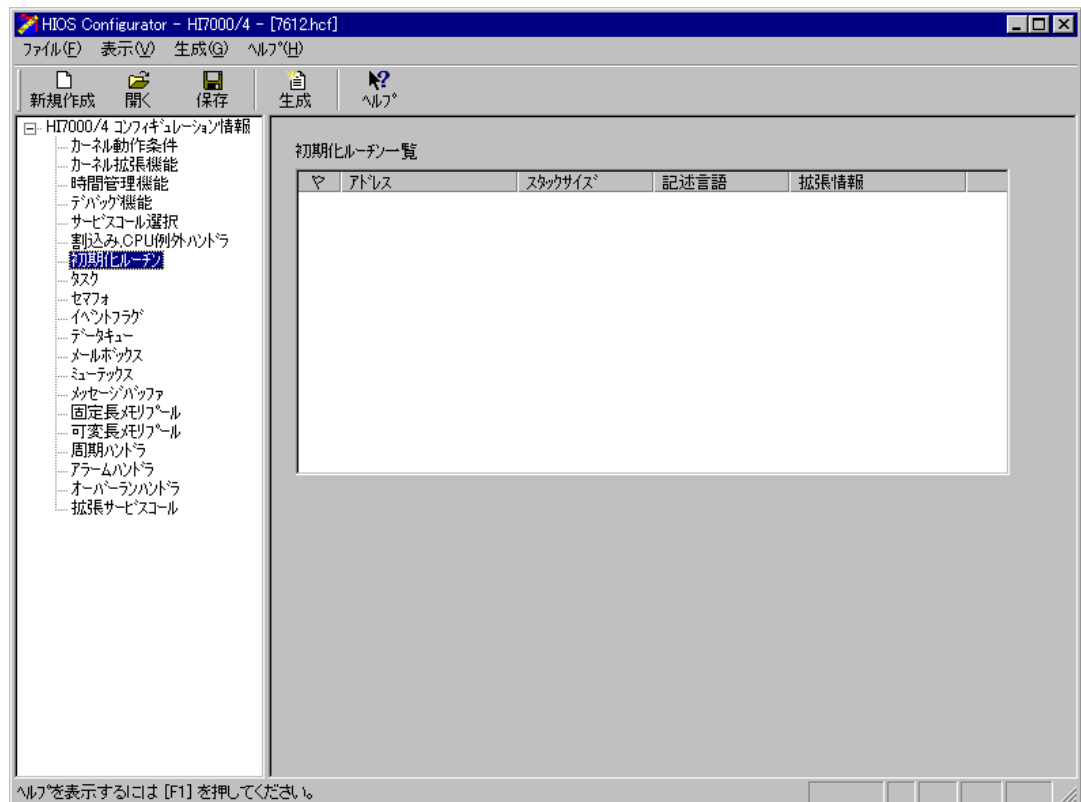 HIOS Configurator - HI7000/4 - [7612.hcf]
ファイル(F) 表示(V) 生成(G) ﾍﾙﾌﾟ(H)
新規作成 開く 保存 生成 ﾍﾙﾌﾟ
HI7000/4 ｺﾝﾌｨｷﾞｭﾚｰｼｮﾝ情報
カーネル動作条件
カーネル拡張機能
時間管理機能
ﾃﾞﾊﾞｯｸﾞ機能
ｻｰﾋﾞｽｺｰﾙ選択
割込み,CPU例外ﾊﾝﾄﾞﾗ
初期化ﾙｰﾁﾝ
タスク
セマフォ
ｲﾍﾞﾝﾄﾌﾗｸﾞ
ﾃﾞｰﾀｷｭｰ
ﾒｰﾙﾎﾞｯｸｽ
ﾐｭｰﾃｯｸｽ
ﾒｯｾｰｼﾞﾊﾞｯﾌｧ
固定長ﾒﾓﾘﾌﾟｰﾙ
可変長ﾒﾓﾘﾌﾟｰﾙ
周期ﾊﾝﾄﾞﾗ
ｱﾗｰﾑﾊﾝﾄﾞﾗ
ｵｰﾊﾞｰﾗﾝﾊﾝﾄﾞﾗ
拡張ｻｰﾋﾞｽｺｰﾙ
初期化ﾙｰﾁﾝ一覧
ｱﾄﾞﾚｽ ｽﾀｯｸｻｲｽﾞ 記述言語 拡張情報
ﾍﾙﾌﾟを表示するには [F1] を押してください。